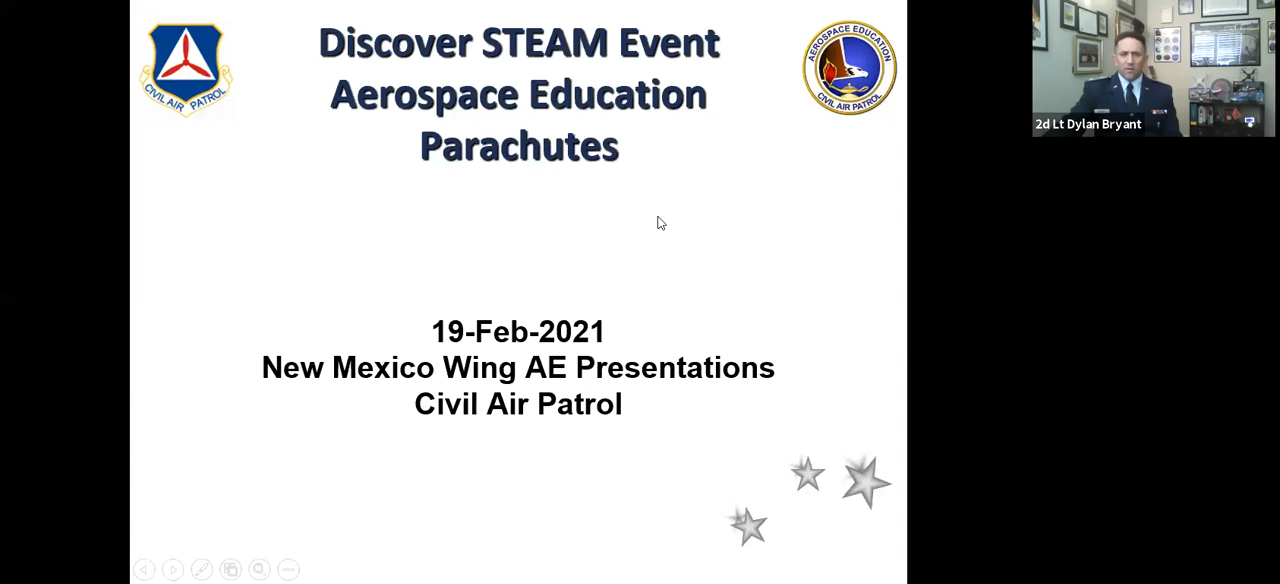 Discover STEAM Event
Aerospace Education
Parachutes
CIVIL AIR PATROL
AEROSPACE EDUCATION
CIVIL AIR PATROL
2d Lt Dylan Bryant
19-Feb-2021
New Mexico Wing AE Presentations
Civil Air Patrol